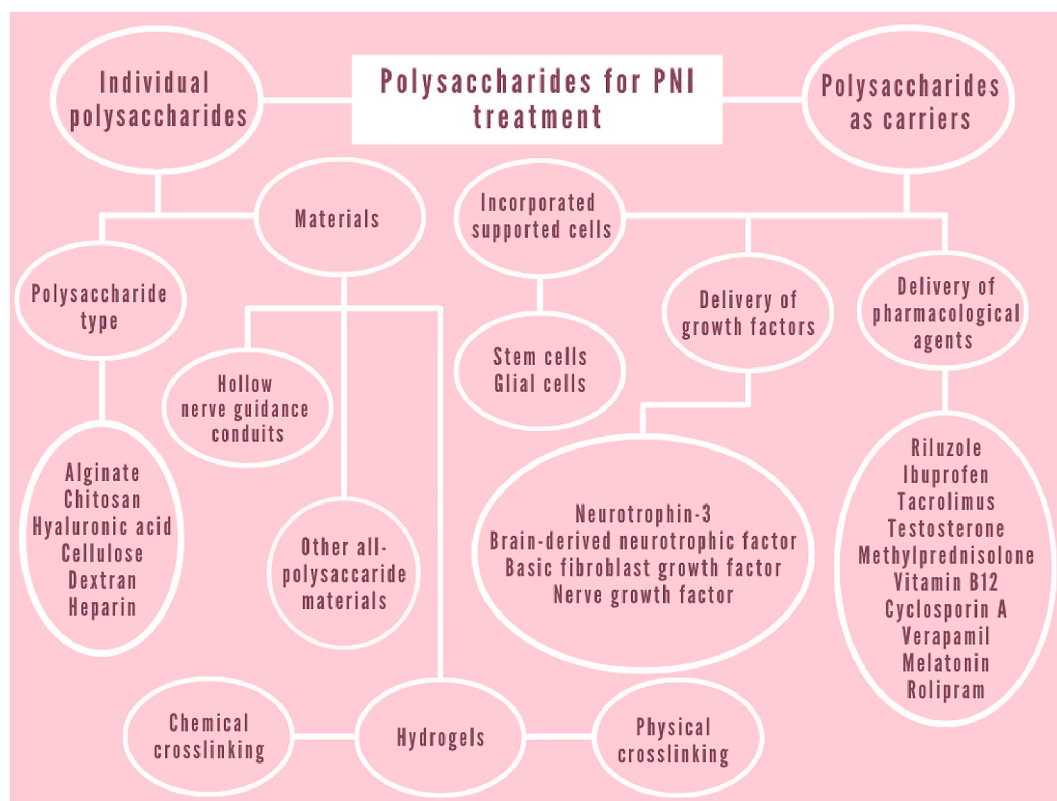 Polysaccharides for PNI
treatment
Individual
polysaccharides
Polysaccharides
as carriers
Materials
Incorporated
supported cells
Polysaccharide
type
Delivery of
growth factors
Delivery of
pharmacological
agents
Stem cells
Glial cells
Hollow
nerve guidance
conduits
Alginate
Chitosan
Hyaluronic acid
Cellulose
Dextran
Heparin
Other all-
polysaccaride
materials
Neurotrophin-3
Brain-derived neurotrophic factor
Basic fibroblast growth factor
Nerve growth factor
Riluzole
Ibuprofen
Tacrolimus
Testosterone
Methylprednisolone
Vitamin B12
Cyclosporin A
Verapamil
Melatonin
Rolipram
Chemical
crosslinking
Hydrogels
Physical
crosslinking